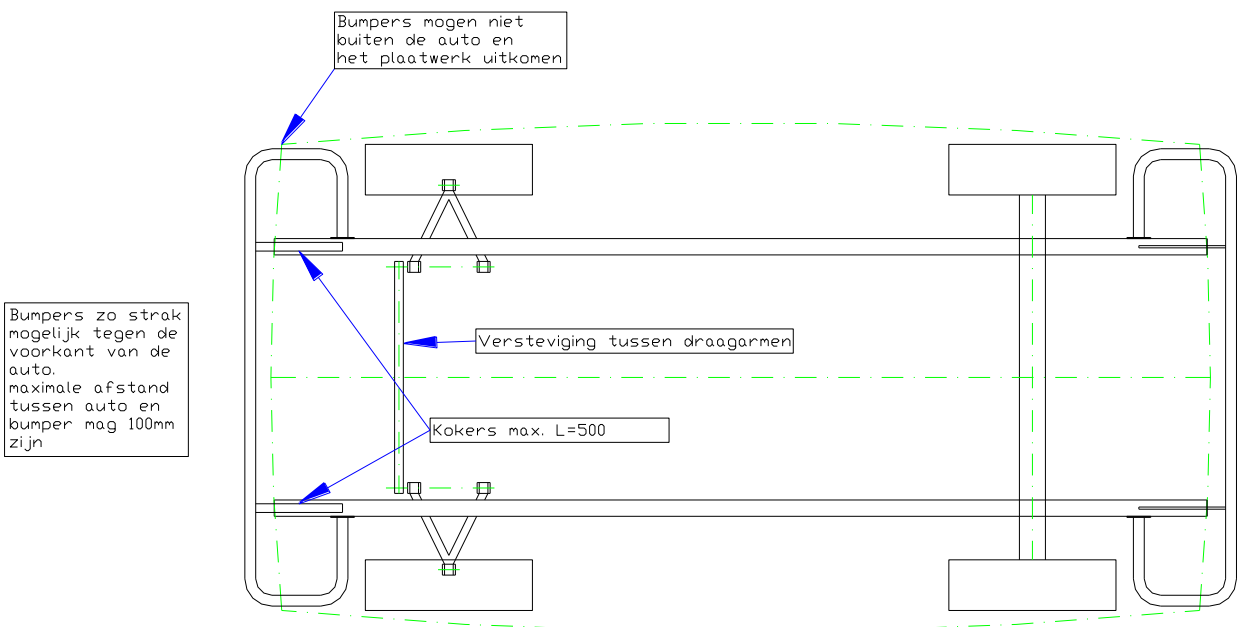 Bumpers mogen niet
buiten de auto en
het plaatwerk uitkomen
Bumpers zo strak
mogelijk tegen de
voorkant van de
auto.
maximale afstand
tussen auto en
bumper mag 100mm
zijn
Versteviging tussen draagarmen
Kokers max. L=500